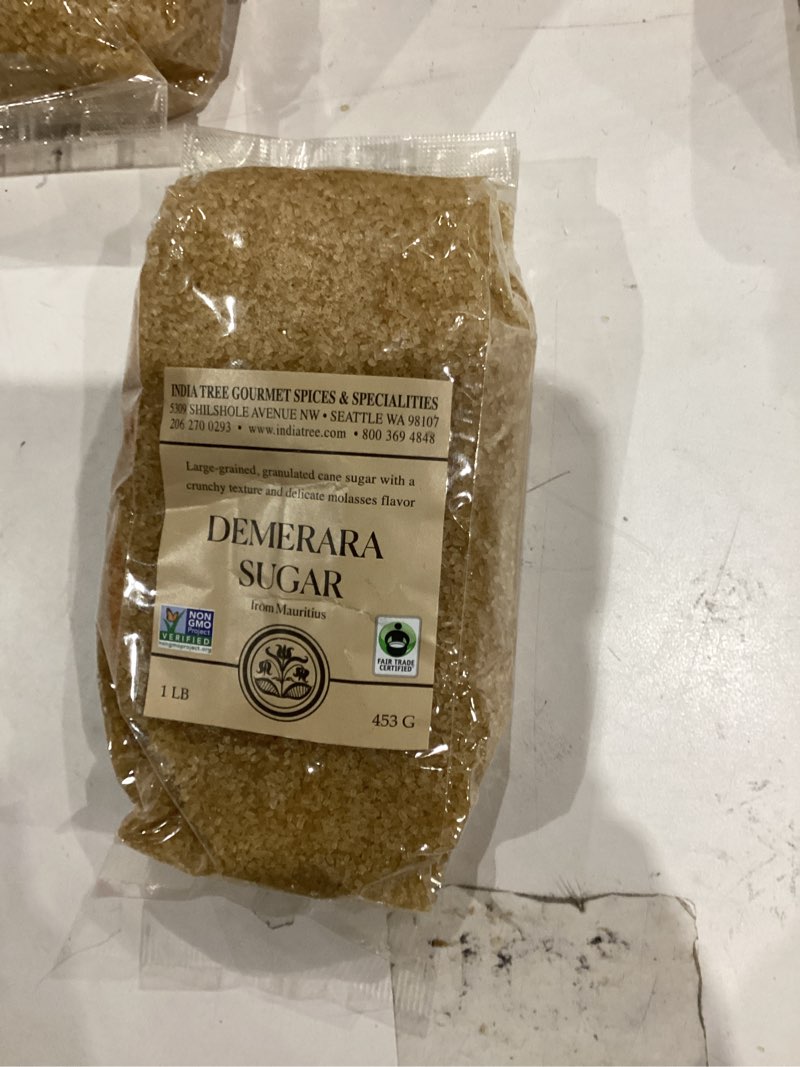 INDIA TREE GOURMET SPICES & SPECIALITIES
5309 SHILSHOLE AVENUE NW • SEATTLE WA 98107
206 270 0293 • www.indiatree.com • 800 369 4848
Large-grained, granulated cane sugar with a
crunchy texture and delicate molasses flavor
DEMERARA
SUGAR
from Mauritius
NON
GMO
Project
VERIFIED
nongmoproject.org
FAIR TRADE
CERTIFIED
1 LB
453 G